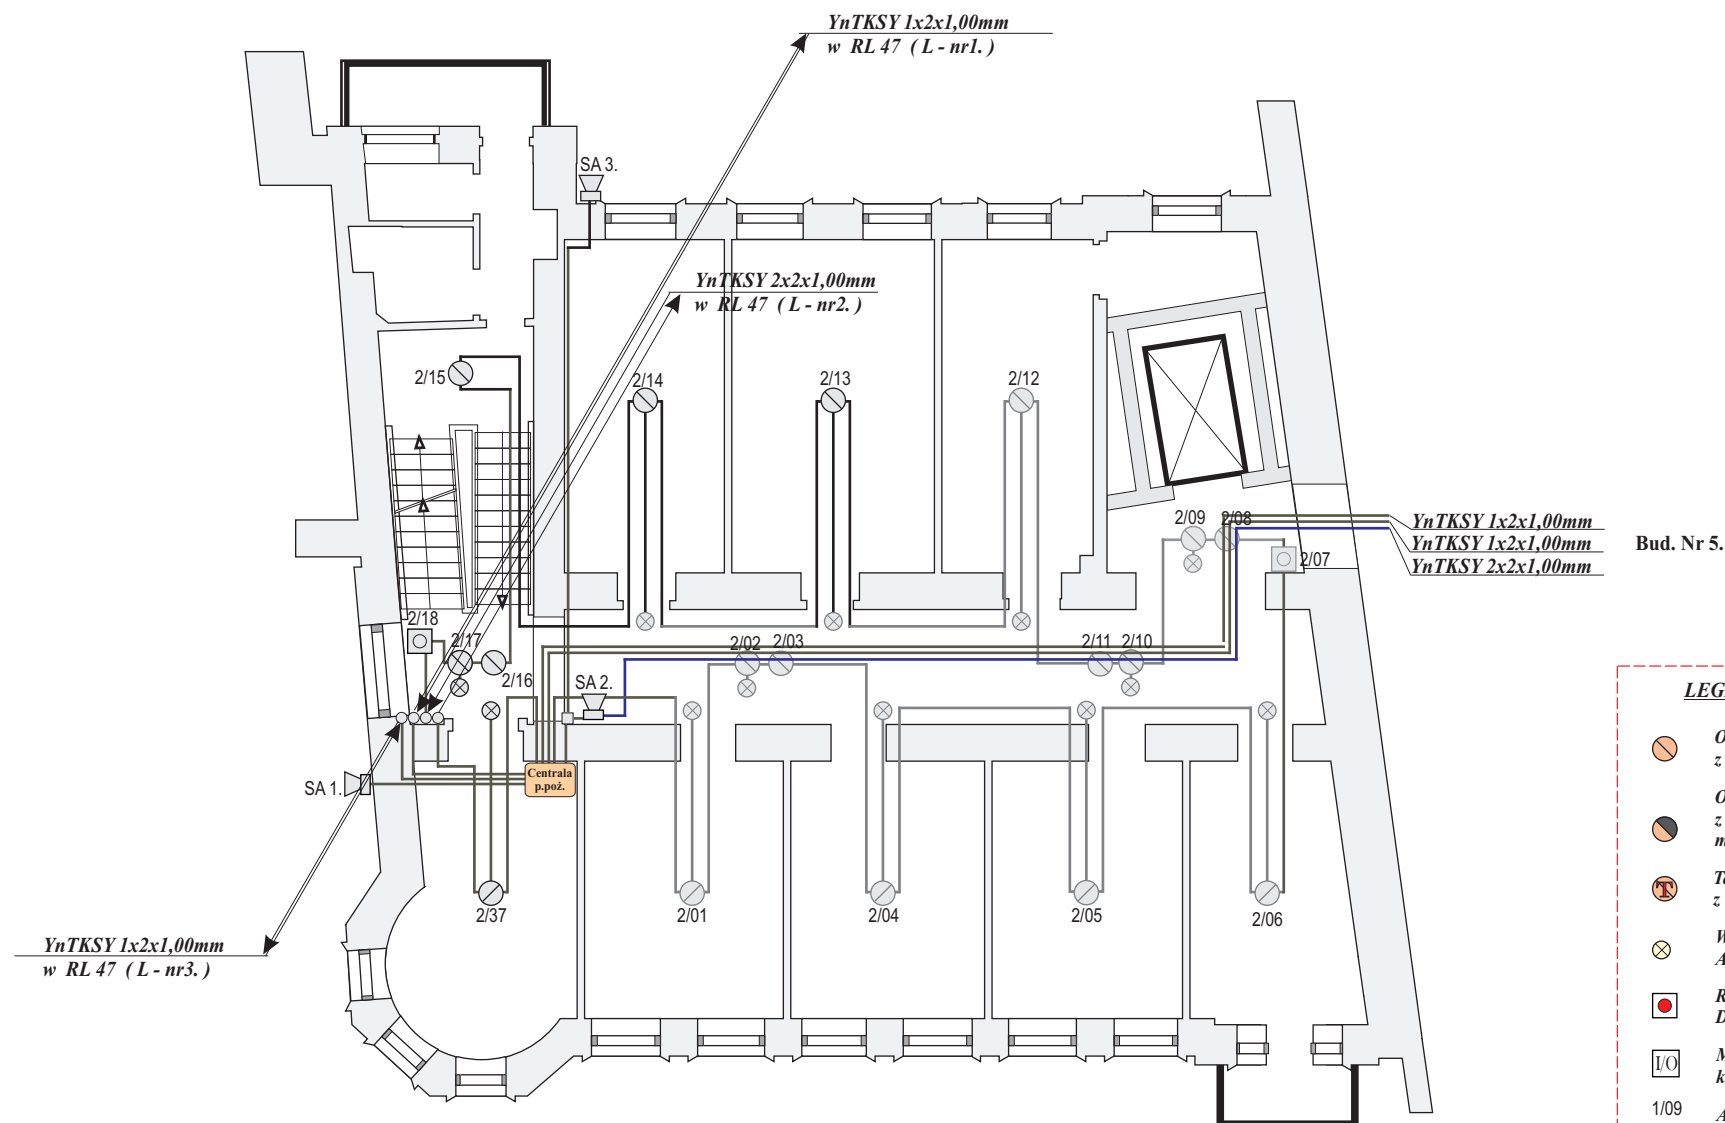 YnTKSY 1x2x1,00mm
w RL 47 ( L - nr1. )
SA 3.
YnTKSY 2x2x1,00mm
w RL 47 ( L - nr2. )
2/15
2/14
2/13
2/12
2/09
2/08
YnTKSY 1x2x1,00mm
YnTKSY 1x2x1,00mm
YnTKSY 2x2x1,00mm
Bud. Nr 5.
2/07
2/18
2/17
2/16
2/02
2/03
2/11
2/10
SA 2.
SA 1.
Centrala
p.poż.
2/37
2/01
2/04
2/05
2/06
YnTKSY 1x2x1,00mm
w RL 47 ( L - nr3. )
LEG
O
z
O
z
m
T
z
W
A
R
D
I/O
M
k
1/09
A